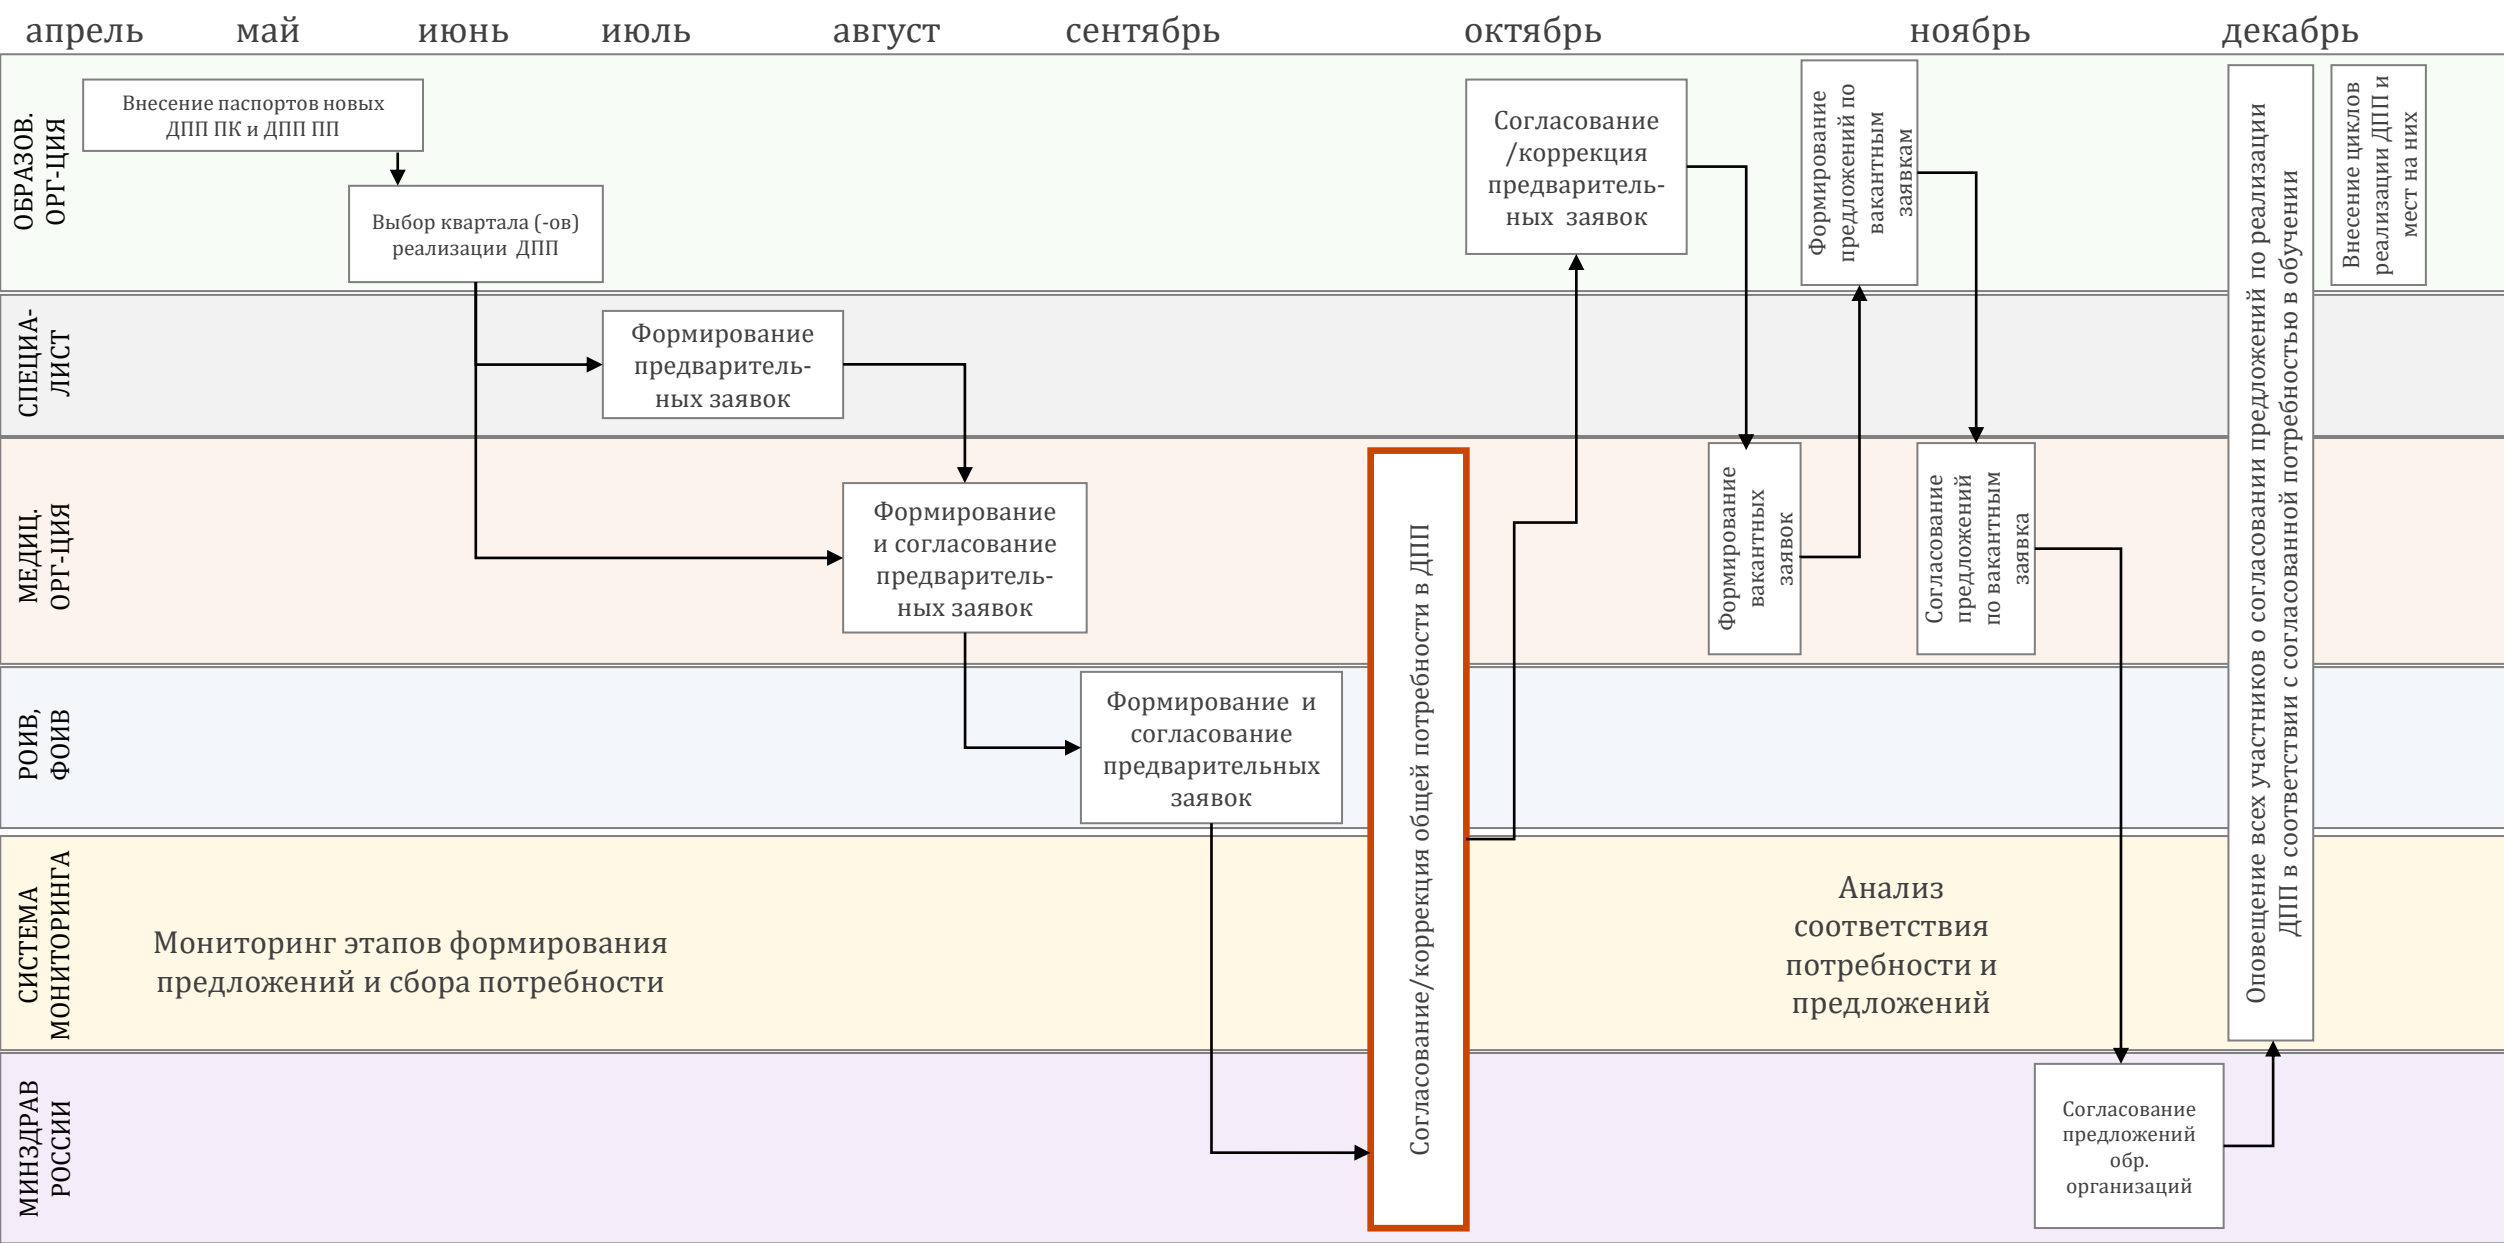 апрель май июнь июль август сентябрь октябрь ноябрь декабрь
ОБРАЗОВ.
ОРГ-ЦИЯ
Внесение паспортов новых
ДПП ПК и ДПП ПП
Выбор квартала (-ов)
реализации ДПП
Согласование
/коррекция
предваритель-
ных заявок
Формирование
предложений по
вакантным
заявкам
Оповещение всех участников о согласовании предложений по реализации
ДПП в соответствии с согласованной потребностью в обучении
Внесение циклов
реализации ДПП и
мест на них
СПЕЦИА-
ЛИСТ
Формирование
предваритель-
ных заявок
МЕДИЦ.
ОРГ-ЦИЯ
Формирование
и согласование
предваритель-
ных заявок
Согласование/коррекция общей потребности в ДПП
Формирование
вакантных
заявок
Согласование
предложений
по вакантным
заявка
РОИВ,
ФОИВ
Формирование и
согласование
предварительных
заявок
СИСТЕМА
МОНИТОРИНГА
Мониторинг этапов формирования
предложений и сбора потребности
Анализ
соответствия
потребности и
предложений
МИНЗДРАВ
РОССИИ
Согласование
предложений
обр.
организаций